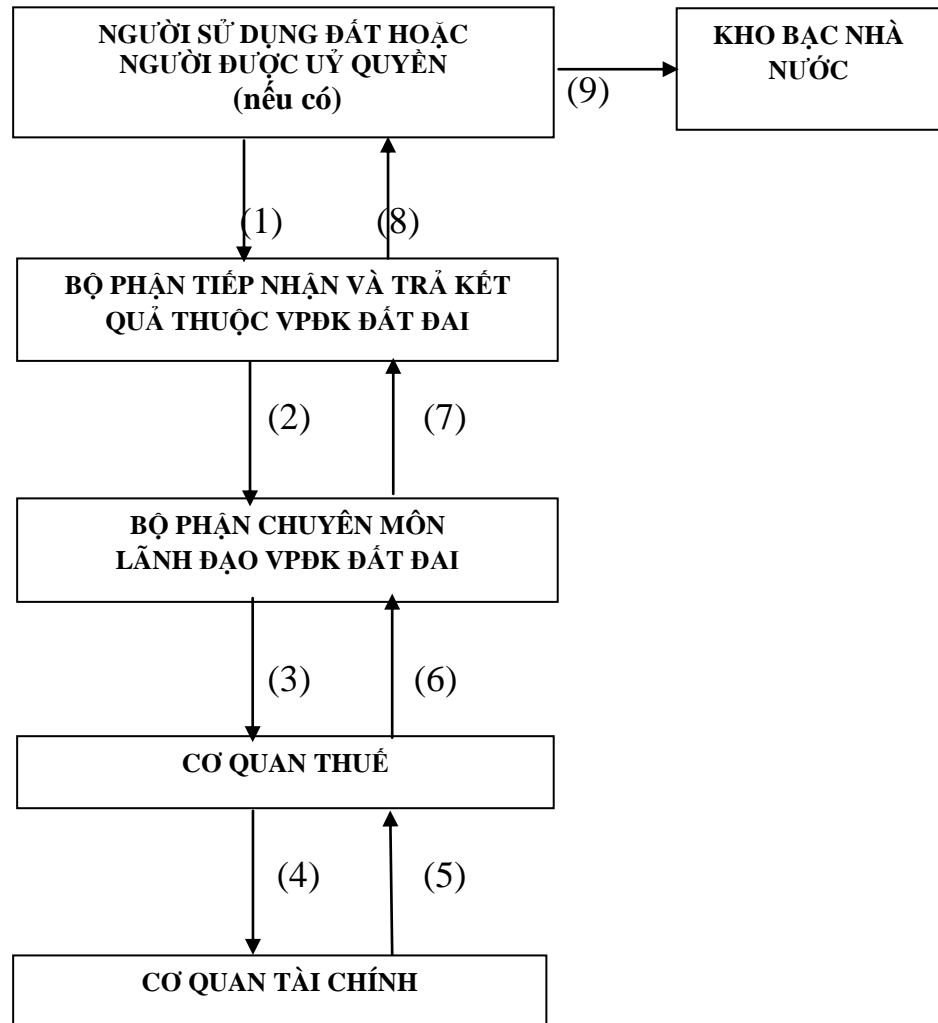 NGƯỜI SỬ DỤNG ĐẤT HOẶC
NGƯỜI ĐƯỢC UỶ QUYỀN
(nếu có)
KHO BẠC NHÀ
NƯỚC
(9)
(1)
(8)
BỘ PHẬN TIẾP NHẬN VÀ TRẢ KẾT
QUẢ THUỘC VPĐK ĐẤT ĐAI
(2)
(7)
BỘ PHẬN CHUYÊN MÔN
LÃNH ĐẠO VPĐK ĐẤT ĐAI
(3)
(6)
CƠ QUAN THUẾ
(4)
(5)
CƠ QUAN TÀI CHÍNH